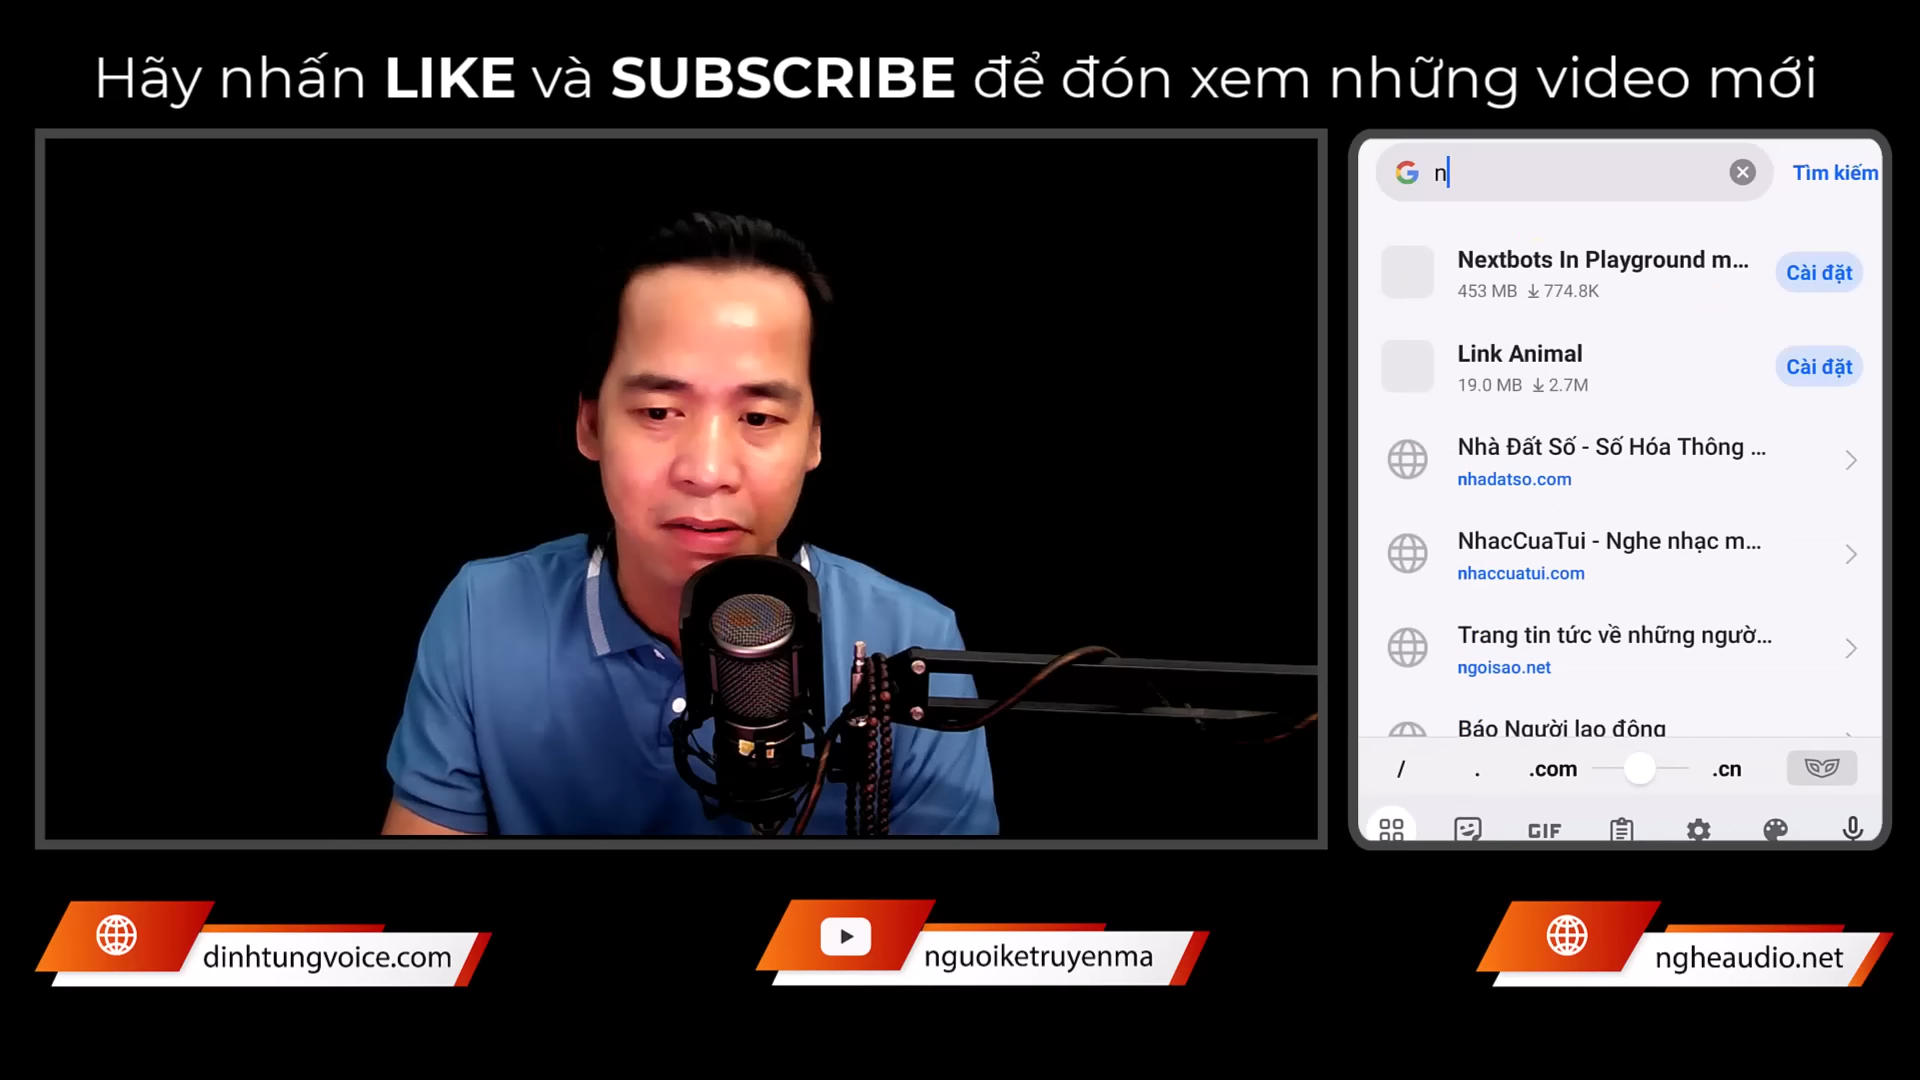 Hãy nhấn LIKE và SUBSCRIBE để đón xem những video mới
n
Tìm kiếm
Nextbots In Playground m...
453 MB 774.8K
Cài đặt
Link Animal
19.0 MB 2.7M
Cài đặt
Nhà Đất Số - Số Hóa Thông ...
nhadatso.com
NhacCuaTui - Nghe nhạc m...
nhaccuatui.com
Trang tin tức về những ngườ...
ngoisao.net
Báo Người lao động
/ . .com .cn
GIF
dinhtungvoice.com
nguoiketruyenma
ngheaudio.net